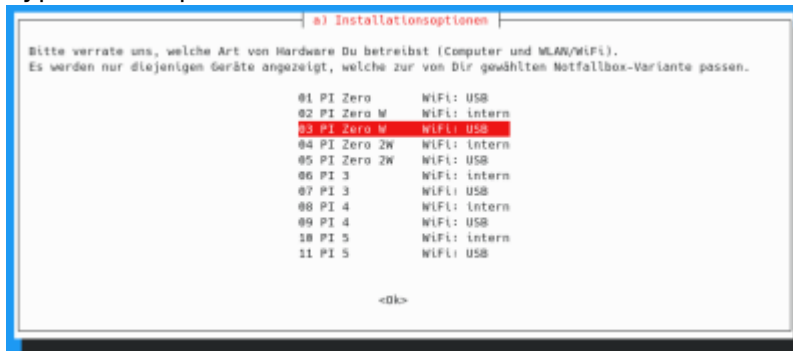 a) Installationsoptionen
Bitte verrate uns, welche Art von Hardware Du betreibst (Computer und WLAN/WiFi).
Es werden nur diejenigen Geräte angezeigt, welche zur von Dir gewählten Notfallbox-Variante passen.
01 PI Zero WiFi: USB
02 PI Zero W WiFi: intern
03 PI Zero W WiFi: USB
04 PI Zero 2W WiFi: intern
05 PI Zero 2W WiFi: USB
06 PI 3 WiFi: intern
07 PI 3 WiFi: USB
08 PI 4 WiFi: intern
09 PI 4 WiFi: USB
10 PI 5 WiFi: intern
11 PI 5 WiFi: USB
<Ok>